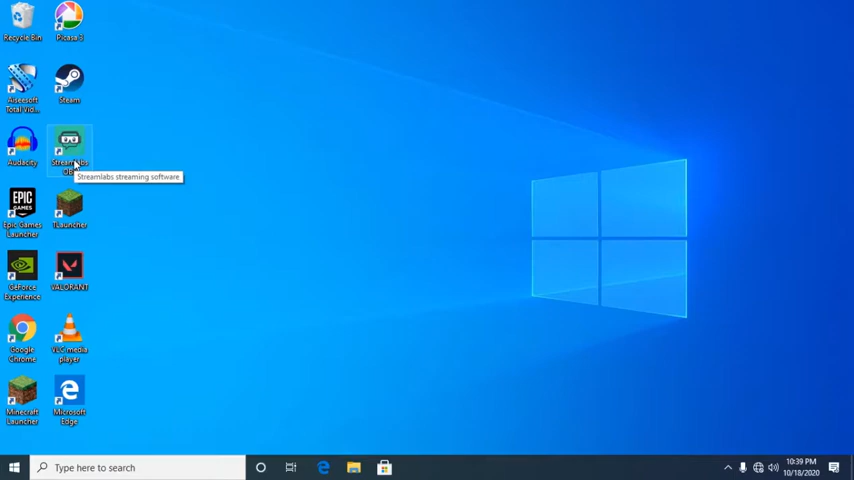 Recycle Bin
Picasa 3
Aiseesoft
Total Vid...
Steam
Audacity
Streamlabs
Streamlabs streaming software
EPIC
GAMES
Epic Games
Launcher
TLauncher
GeForce
Experience
VALORANT
Google
Chrome
VLC media
player
Minecraft
Launcher
Microsoft
Edge
Type here to search
10:39 PM
10/18/2020